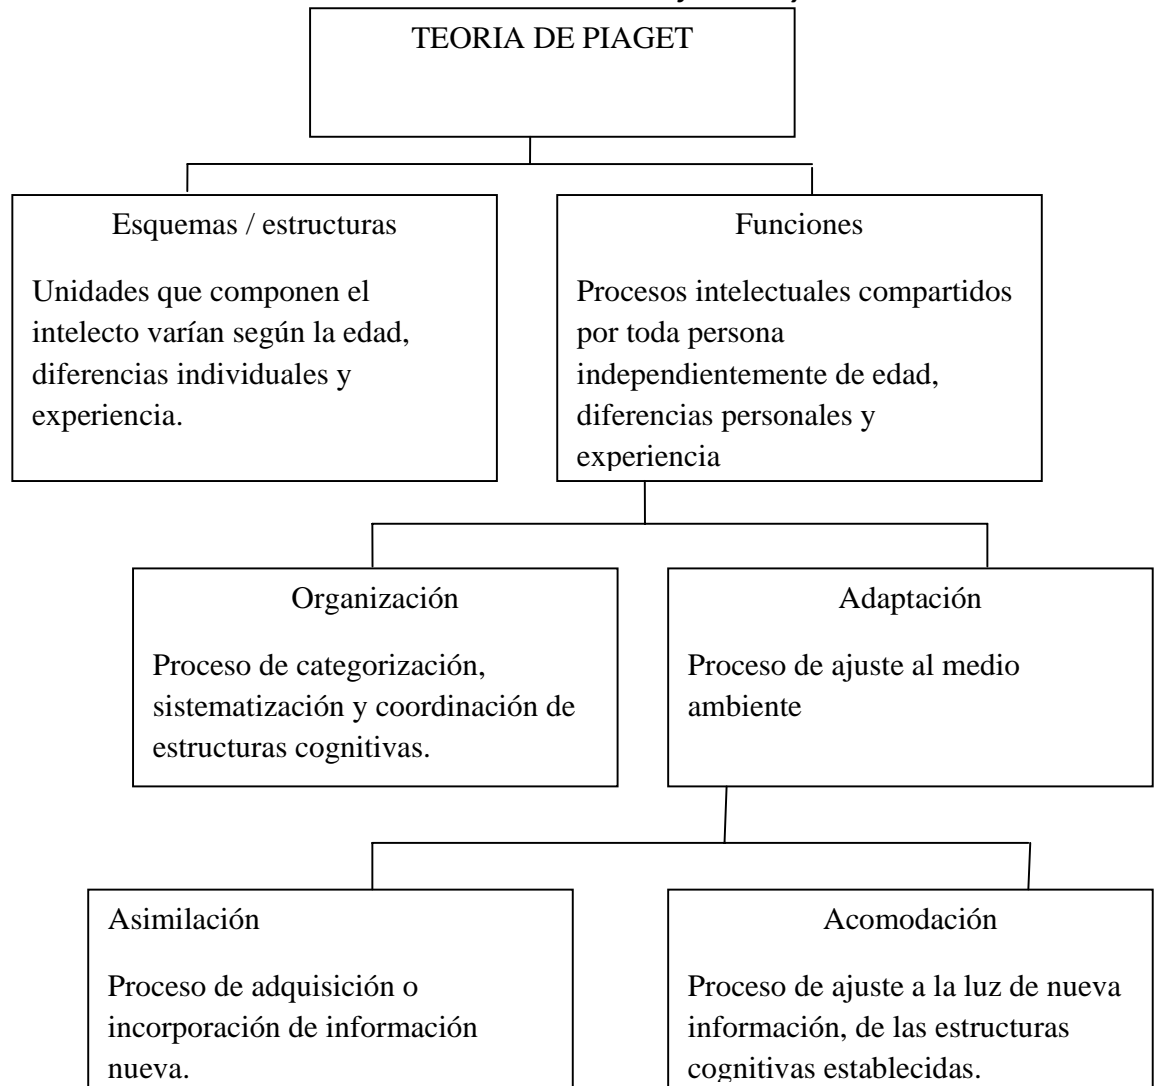 TEORIA DE PIAGET
Esquemas / estructuras
Unidades que componen el
intelecto varían según la edad,
diferencias individuales y
experiencia.
Funciones
Procesos intelectuales compartidos
por toda persona
independientemente de edad,
diferencias personales y
experiencia
Organización
Proceso de categorización,
sistematización y coordinación de
estructuras cognitivas.
Adaptación
Proceso de ajuste al medio
ambiente
Asimilación
Proceso de adquisición o
incorporación de información
nueva.
Acomodación
Proceso de ajuste a la luz de nueva
información, de las estructuras
cognitivas establecidas.